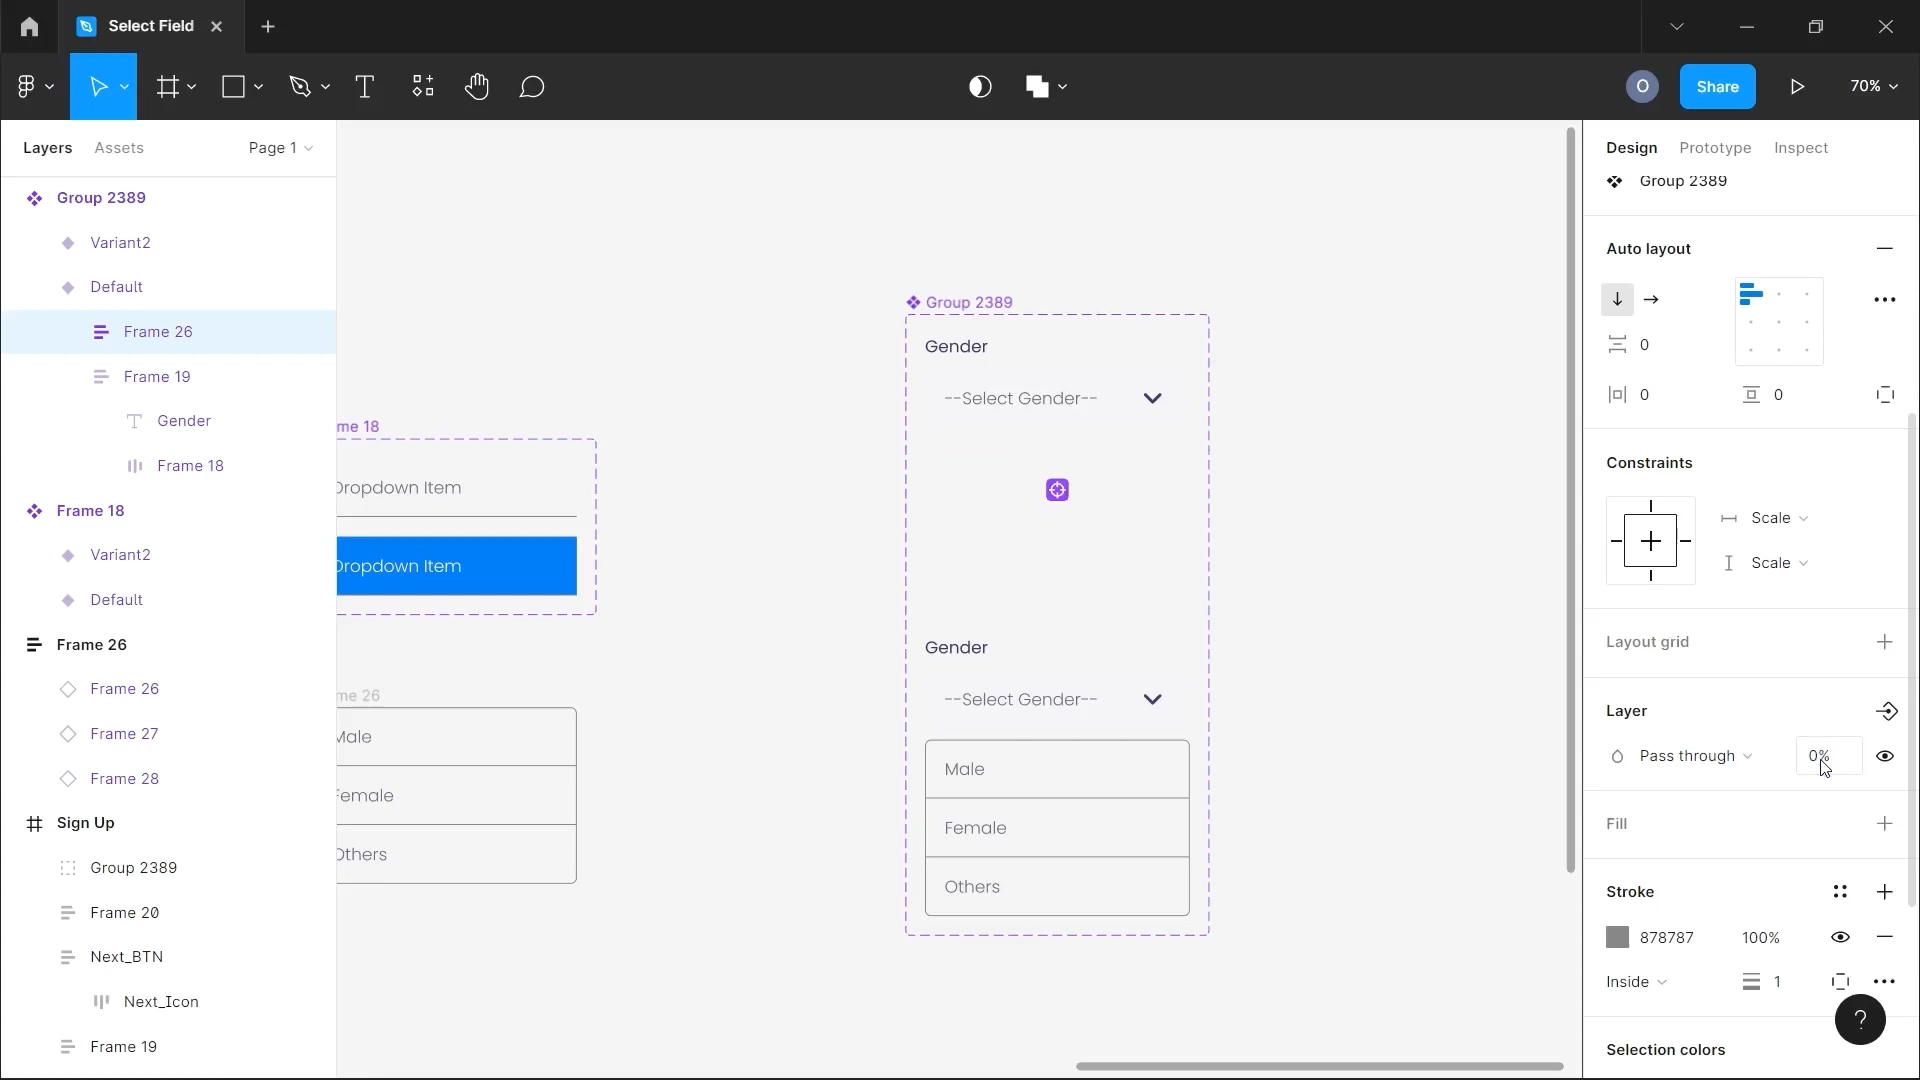 Select Field
Share
70%
O
Layers
Assets
Page 1
Group 2389
Variant2
Default
Frame 26
Frame 19
Gender
Frame 18
Frame 18
Variant2
Default
Frame 26
Frame 26
Frame 27
Frame 28
Sign Up
Group 2389
Frame 20
Next_BTN
Next_Icon
Frame 19
me 18
Dropdown Item
Dropdown Item
me 26
Male
Female
Others
Group 2389
Gender
--Select Gender--
Gender
--Select Gender--
Male
Female
Others
Design
Prototype
Inspect
Group 2389
Auto layout
0
0
0
Constraints
Scale
Scale
Layout grid
Layer
Pass through
0%
Fill
Stroke
878787
100%
Inside
1
?
Selection colors